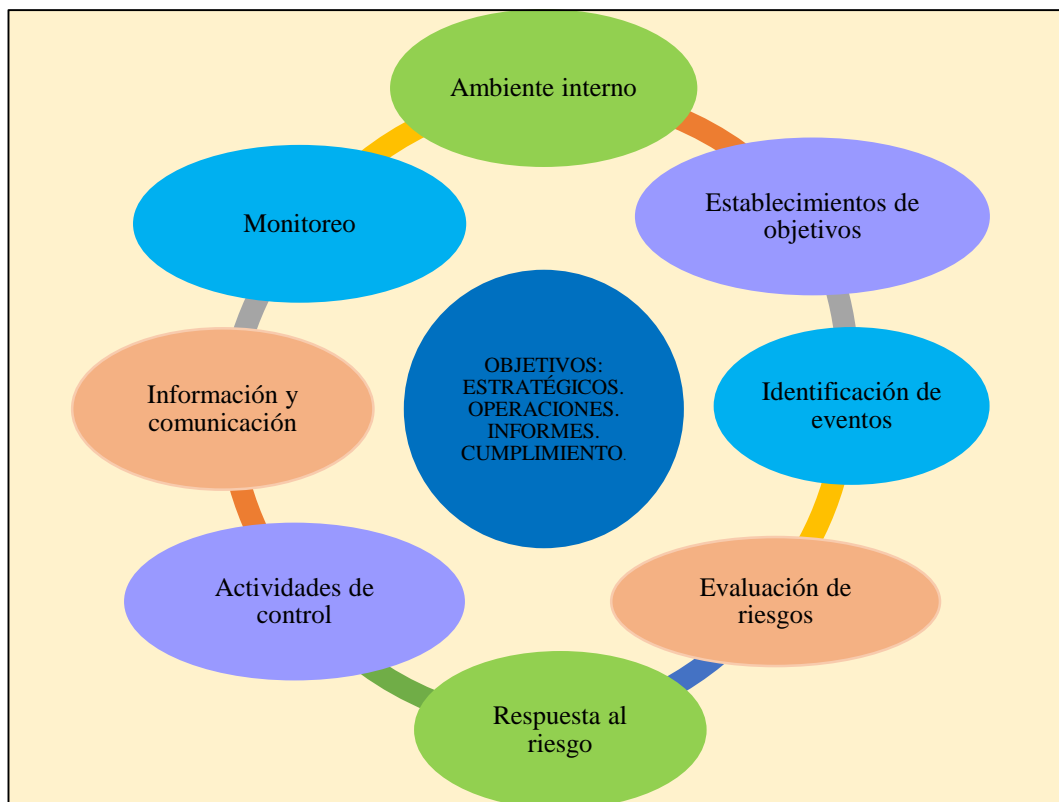 Ambiente interno
Establecimientos de
objetivos
Identificación de
eventos
Evaluación de
riesgos
Respuesta al
riesgo
Actividades de
control
Información y
comunicación
Monitoreo
OBJETIVOS:
ESTRATÉGICOS.
OPERACIONES.
INFORMES.
CUMPLIMIENTO.